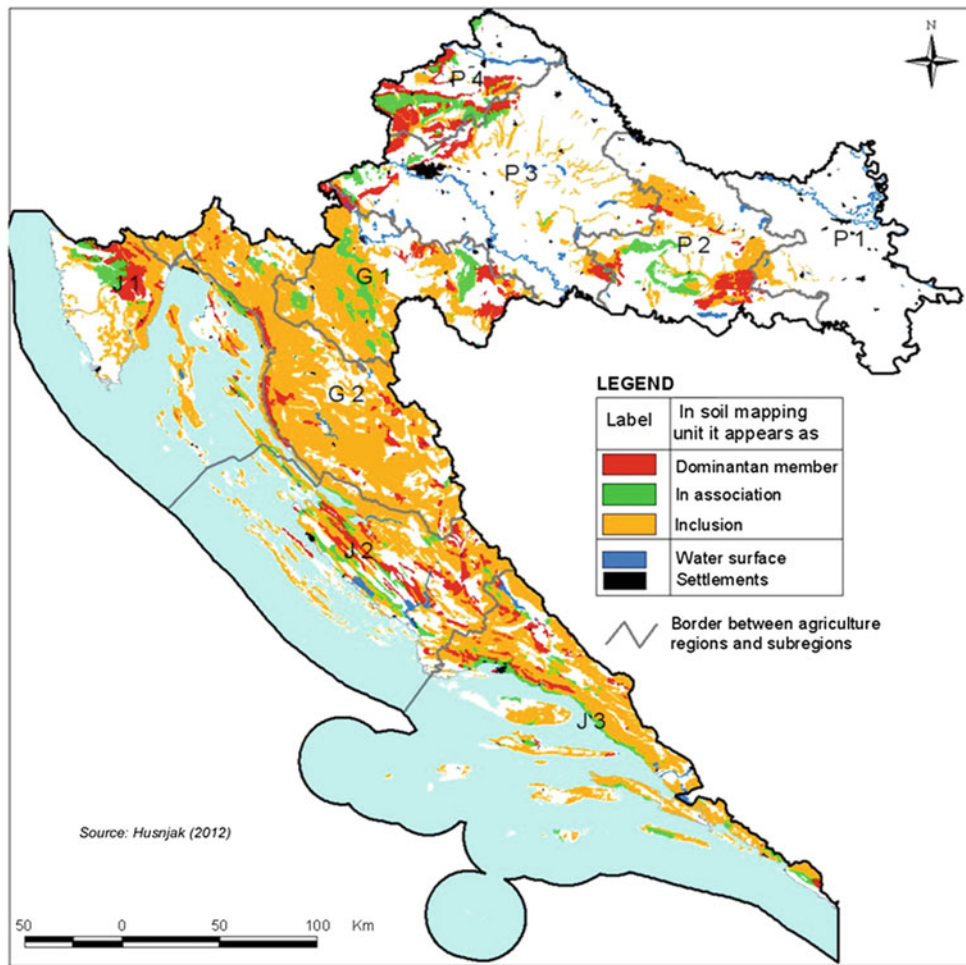 N
P 4
P 3
P 2
P 1
J 1
G 1
G 2
LEGEND
Label In soil mapping
unit it appears as
Dominantan member
In association
Inclusion
Water surface
Settlements
J 2
Border between agriculture
regions and subregions
J 3
Source: Husnjak (2012)
50 0 50 100 Km